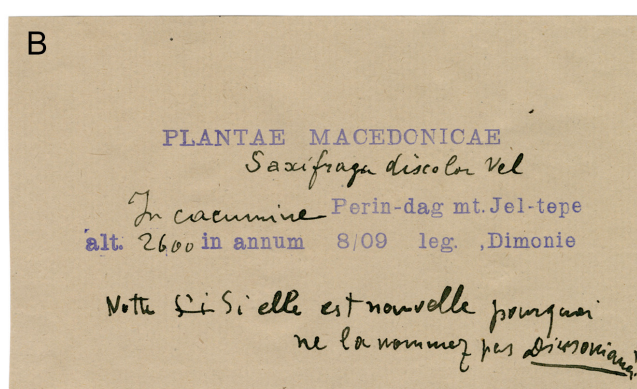 B
PLANTAE MACEDONICAE
Saxifraga discolor Vel
In cacumine Perin-dag mt. Jel-tepe
alt. 2600 in annum 8/09 leg. ,Dimonie
Si elle est nouvelle pourquoi
ne la nommez pas